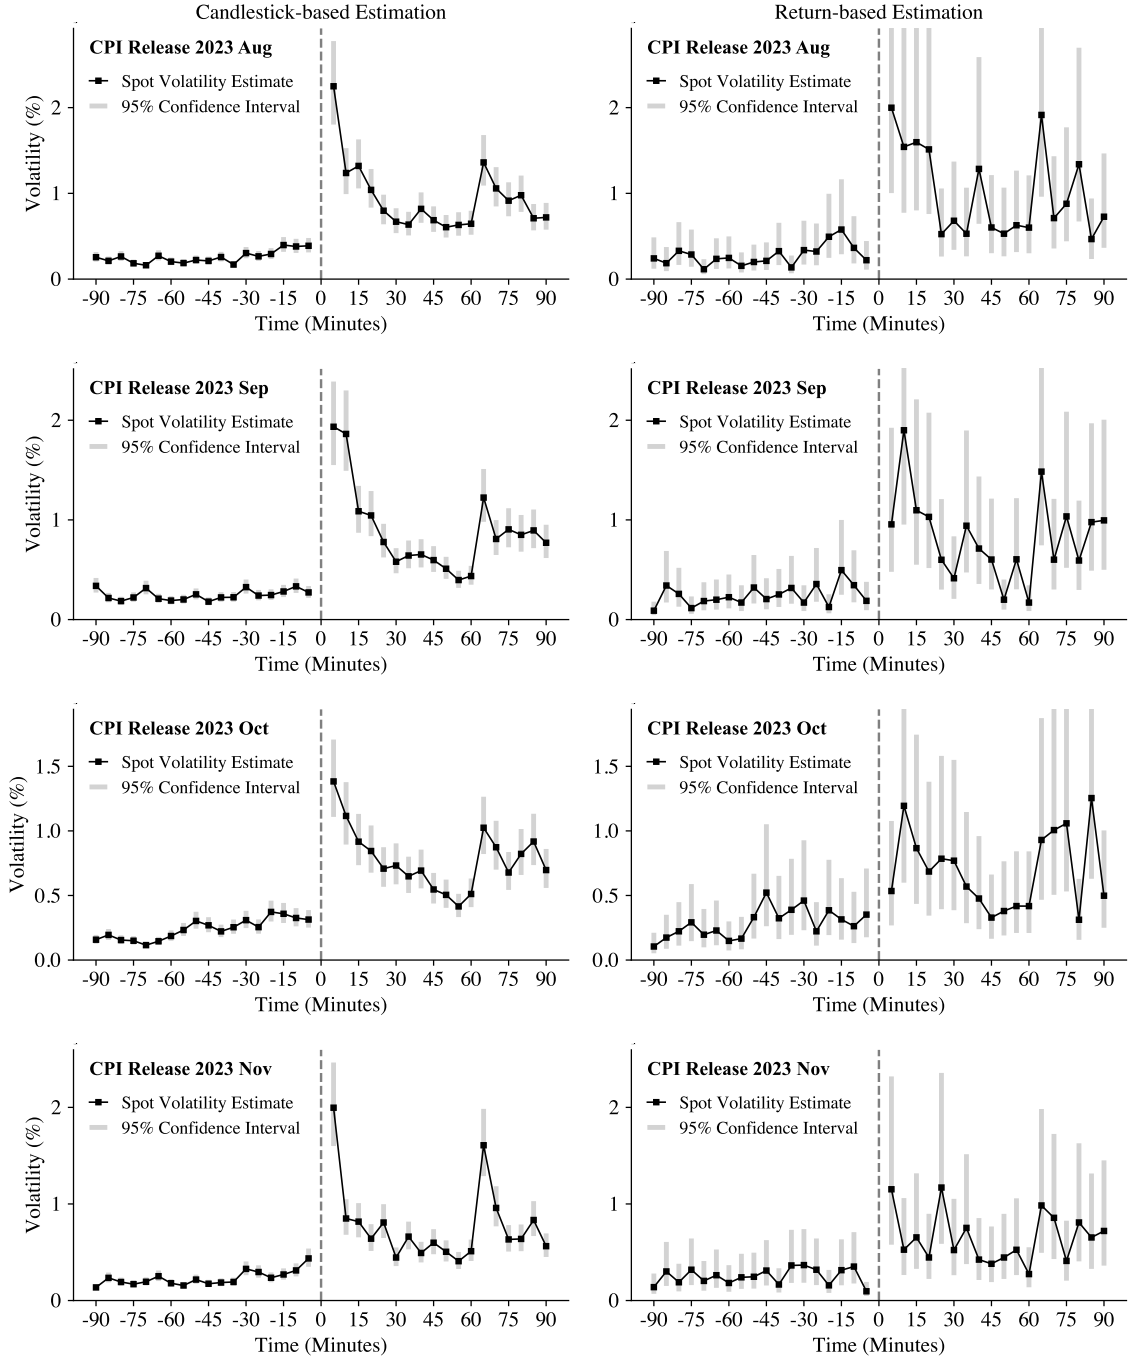 Candlestick-based Estimation
Return-based Estimation
CPI Release 2023 Aug
Spot Volatility Estimate
95% Confidence Interval
Volatility (%)
2
1
0
-90 -75 -60 -45 -30 -15 0 15 30 45 60 75 90
Time (Minutes)
CPI Release 2023 Aug
Spot Volatility Estimate
95% Confidence Interval
2
1
0
-90 -75 -60 -45 -30 -15 0 15 30 45 60 75 90
Time (Minutes)
CPI Release 2023 Sep
Spot Volatility Estimate
95% Confidence Interval
Volatility (%)
2
1
0
-90 -75 -60 -45 -30 -15 0 15 30 45 60 75 90
Time (Minutes)
CPI Release 2023 Sep
Spot Volatility Estimate
95% Confidence Interval
2
1
0
-90 -75 -60 -45 -30 -15 0 15 30 45 60 75 90
Time (Minutes)
CPI Release 2023 Oct
Spot Volatility Estimate
95% Confidence Interval
Volatility (%)
1.5
1.0
0.5
0.0
-90 -75 -60 -45 -30 -15 0 15 30 45 60 75 90
Time (Minutes)
CPI Release 2023 Oct
Spot Volatility Estimate
95% Confidence Interval
1.5
1.0
0.5
0.0
-90 -75 -60 -45 -30 -15 0 15 30 45 60 75 90
Time (Minutes)
CPI Release 2023 Nov
Spot Volatility Estimate
95% Confidence Interval
Volatility (%)
2
1
0
-90 -75 -60 -45 -30 -15 0 15 30 45 60 75 90
Time (Minutes)
CPI Release 2023 Nov
Spot Volatility Estimate
95% Confidence Interval
2
1
0
-90 -75 -60 -45 -30 -15 0 15 30 45 60 75 90
Time (Minutes)